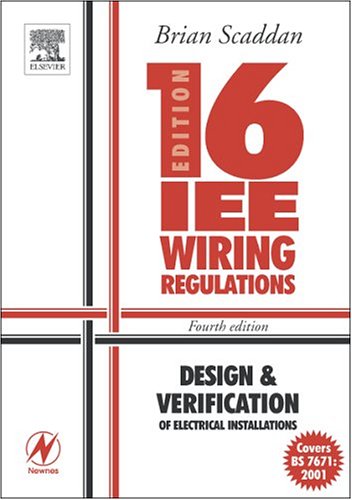 ELSEVIER
Brian Scaddan
EDITION
16
IEE
WIRING
REGULATIONS
Fourth edition
DESIGN &
VERIFICATION
OF ELECTRICAL INSTALLATIONS
Newnes
Covers
BS 7671:
2001